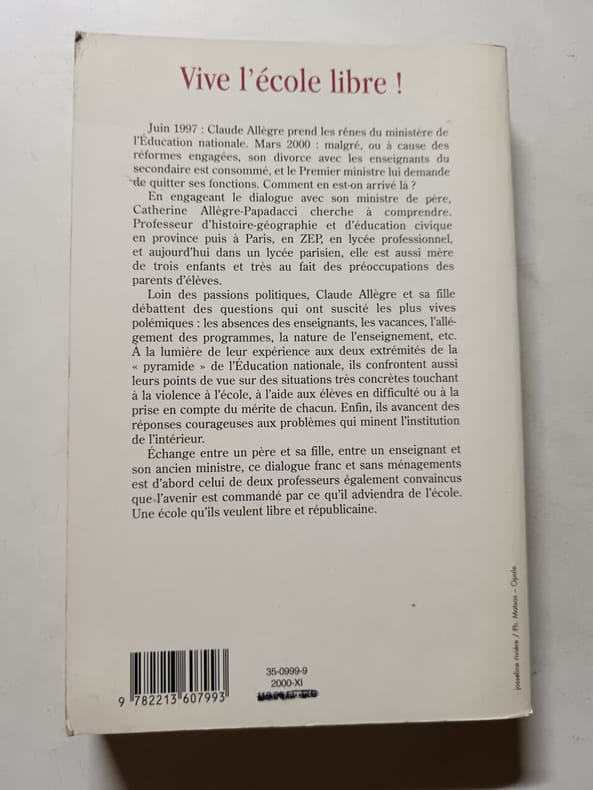 Vive l'école libre !
Juin 1997 : Claude Allègre prend les rênes du ministère de
l'Éducation nationale. Mars 2000 : malgré, ou à cause des
réformes engagées, son divorce avec les enseignants du
secondaire est consommé, et le Premier ministre lui demande
de quitter ses fonctions. Comment en est-on arrivé là ?
En engageant le dialogue avec son ministre de père,
Catherine Allègre-Papadacci cherche à comprendre.
Professeur d'histoire-géographie et d'éducation civique
en province puis à Paris, en ZEP, en lycée professionnel,
et aujourd'hui dans un lycée parisien, elle est aussi mère
de trois enfants et très au fait des préoccupations des
parents d'élèves.
Loin des passions politiques, Claude Allègre et sa fille
débattent des questions qui ont suscité les plus vives
polémiques : les absences des enseignants, les vacances, l'allé-
gement des programmes, la nature de l'enseignement, etc.
À la lumière de leur expérience aux deux extrémités de la
« pyramide » de l'Éducation nationale, ils confrontent aussi
leurs points de vue sur des situations très concrètes touchant
à la violence à l'école, à l'aide aux élèves en difficulté ou à la
prise en compte du mérite de chacun. Enfin, ils avancent des
réponses courageuses aux problèmes qui minent l'institution
de l'intérieur.
Échange entre un père et sa fille, entre un enseignant et
son ancien ministre, ce dialogue franc et sans ménagements
est d'abord celui de deux professeurs également convaincus
que l'avenir est commandé par ce qu'il adviendra de l'école.
Une école qu'ils veulent libre et républicaine.
josseline rivière / Ph. Matsas – Opale.
9 782213 607993
35-0999-9
2000-XI